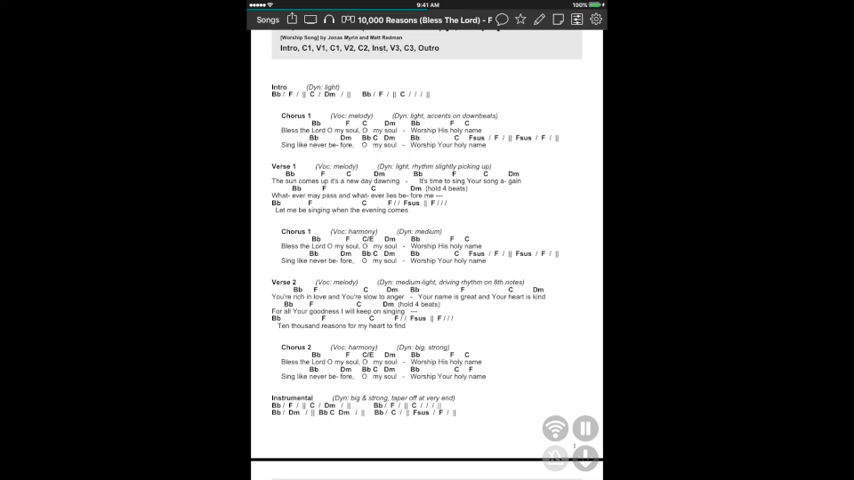 9:41 AM
100%
Songs
10,000 Reasons (Bless The Lord) - F
[Worship Song] by Jonas Myrin and Matt Redman
Intro, C1, V1, C1, V2, C2, Inst, V3, C3, Outro
Intro (Dyn: light)
Bb / F / || C / Dm / || Bb / F / || C / / / ||
Chorus 1 (Voc: melody) (Dyn: light, accents on downbeats)
Bb F C Dm Bb F C
Bless the Lord O my soul, O my soul - Worship His holy name
Bb Dm Bb C Dm Bb C Fsus / F / || Fsus / F / ||
Sing like never be- fore, O my soul - Worship Your holy name
Verse 1 (Voc: melody) (Dyn: light, rhythm slightly picking up)
Bb F C Dm Bb F C Dm
The sun comes up it's a new day dawning - It's time to sing Your song a- gain
Bb F C Dm (hold 4 beats)
What- ever may pass and what- ever lies be- fore me ---
Bb F C F / / Fsus || F / / /
Let me be singing when the evening comes
Chorus 1 (Voc: harmony) (Dyn: medium)
Bb F C/E Dm Bb F C
Bless the Lord O my soul, O my soul - Worship His holy name
Bb Dm Bb C Dm Bb C Fsus / F / || Fsus / F / ||
Sing like never be- fore, O my soul - Worship Your holy name
Verse 2 (Voc: melody) (Dyn: medium-light, driving rhythm on 8th notes)
Bb F C Dm Bb F C Dm
You're rich in love and You're slow to anger - Your name is great and Your heart is kind
Bb F C Dm (hold 4 beats)
For all Your goodness I will keep on singing ---
Bb F C F / / Fsus || F / / /
Ten thousand reasons for my heart to find
Chorus 2 (Voc: harmony) (Dyn: big, strong)
Bb F C/E Dm Bb F C
Bless the Lord O my soul, O my soul - Worship His holy name
Bb Dm Bb C Dm Bb C F
Sing like never be- fore, O my soul - Worship Your holy name
Instrumental (Dyn: big & strong, taper off at very end)
Bb / F / || C / Dm / || Bb / F / || C / / / ||
Bb / Dm / || Bb C Dm / || Bb / C / || Fsus / F / ||
1